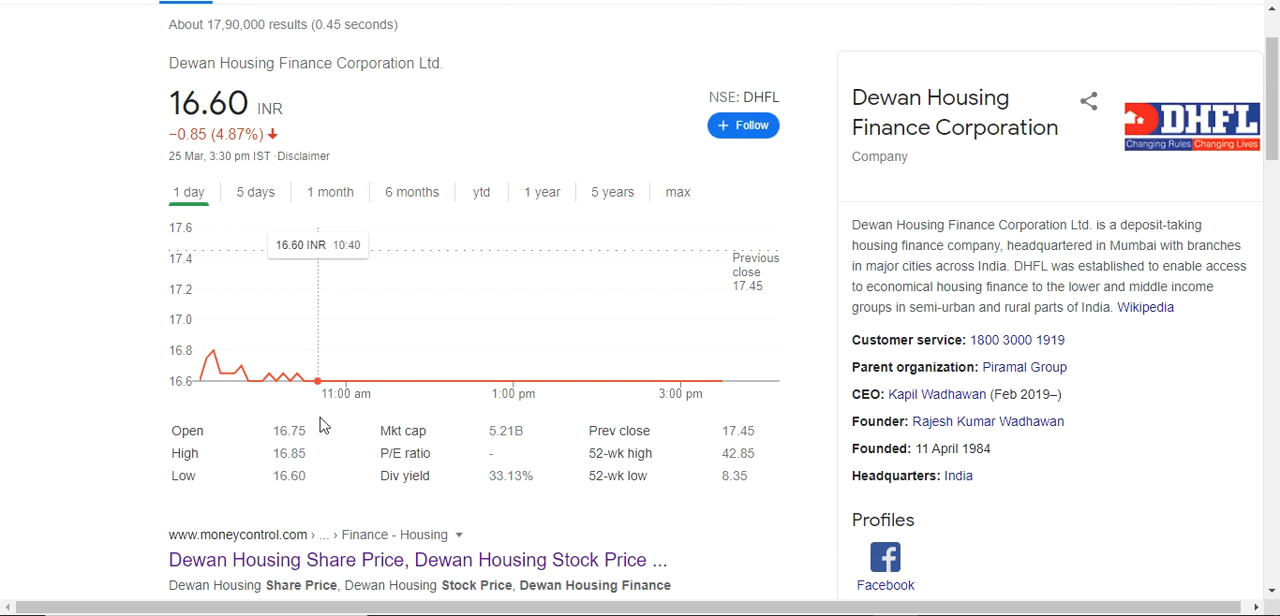 About 17,90,000 results (0.45 seconds)
Dewan Housing Finance Corporation Ltd.
16.60 INR
−0.85 (4.87%)
25 Mar, 3:30 pm IST · Disclaimer
NSE: DHFL
+ Follow
1 day 5 days 1 month 6 months ytd 1 year 5 years max
17.6
17.4
17.2
17.0
16.8
16.6
16.60 INR 10:40
Previous
close
17.45
11:00 am 1:00 pm 3:00 pm
Open 16.75 Mkt cap 5.21B Prev close 17.45
High 16.85 P/E ratio - 52-wk high 42.85
Low 16.60 Div yield 33.13% 52-wk low 8.35
www.moneycontrol.com › ... › Finance - Housing
Dewan Housing Share Price, Dewan Housing Stock Price ...
Dewan Housing Share Price, Dewan Housing Stock Price, Dewan Housing Finance
Dewan Housing
Finance Corporation
Company
DHFL
Changing Rules Changing Lives
Dewan Housing Finance Corporation Ltd. is a deposit-taking
housing finance company, headquartered in Mumbai with branches
in major cities across India. DHFL was established to enable access
to economical housing finance to the lower and middle income
groups in semi-urban and rural parts of India. Wikipedia
Customer service: 1800 3000 1919
Parent organization: Piramal Group
CEO: Kapil Wadhawan (Feb 2019–)
Founder: Rajesh Kumar Wadhawan
Founded: 11 April 1984
Headquarters: India
Profiles
Facebook